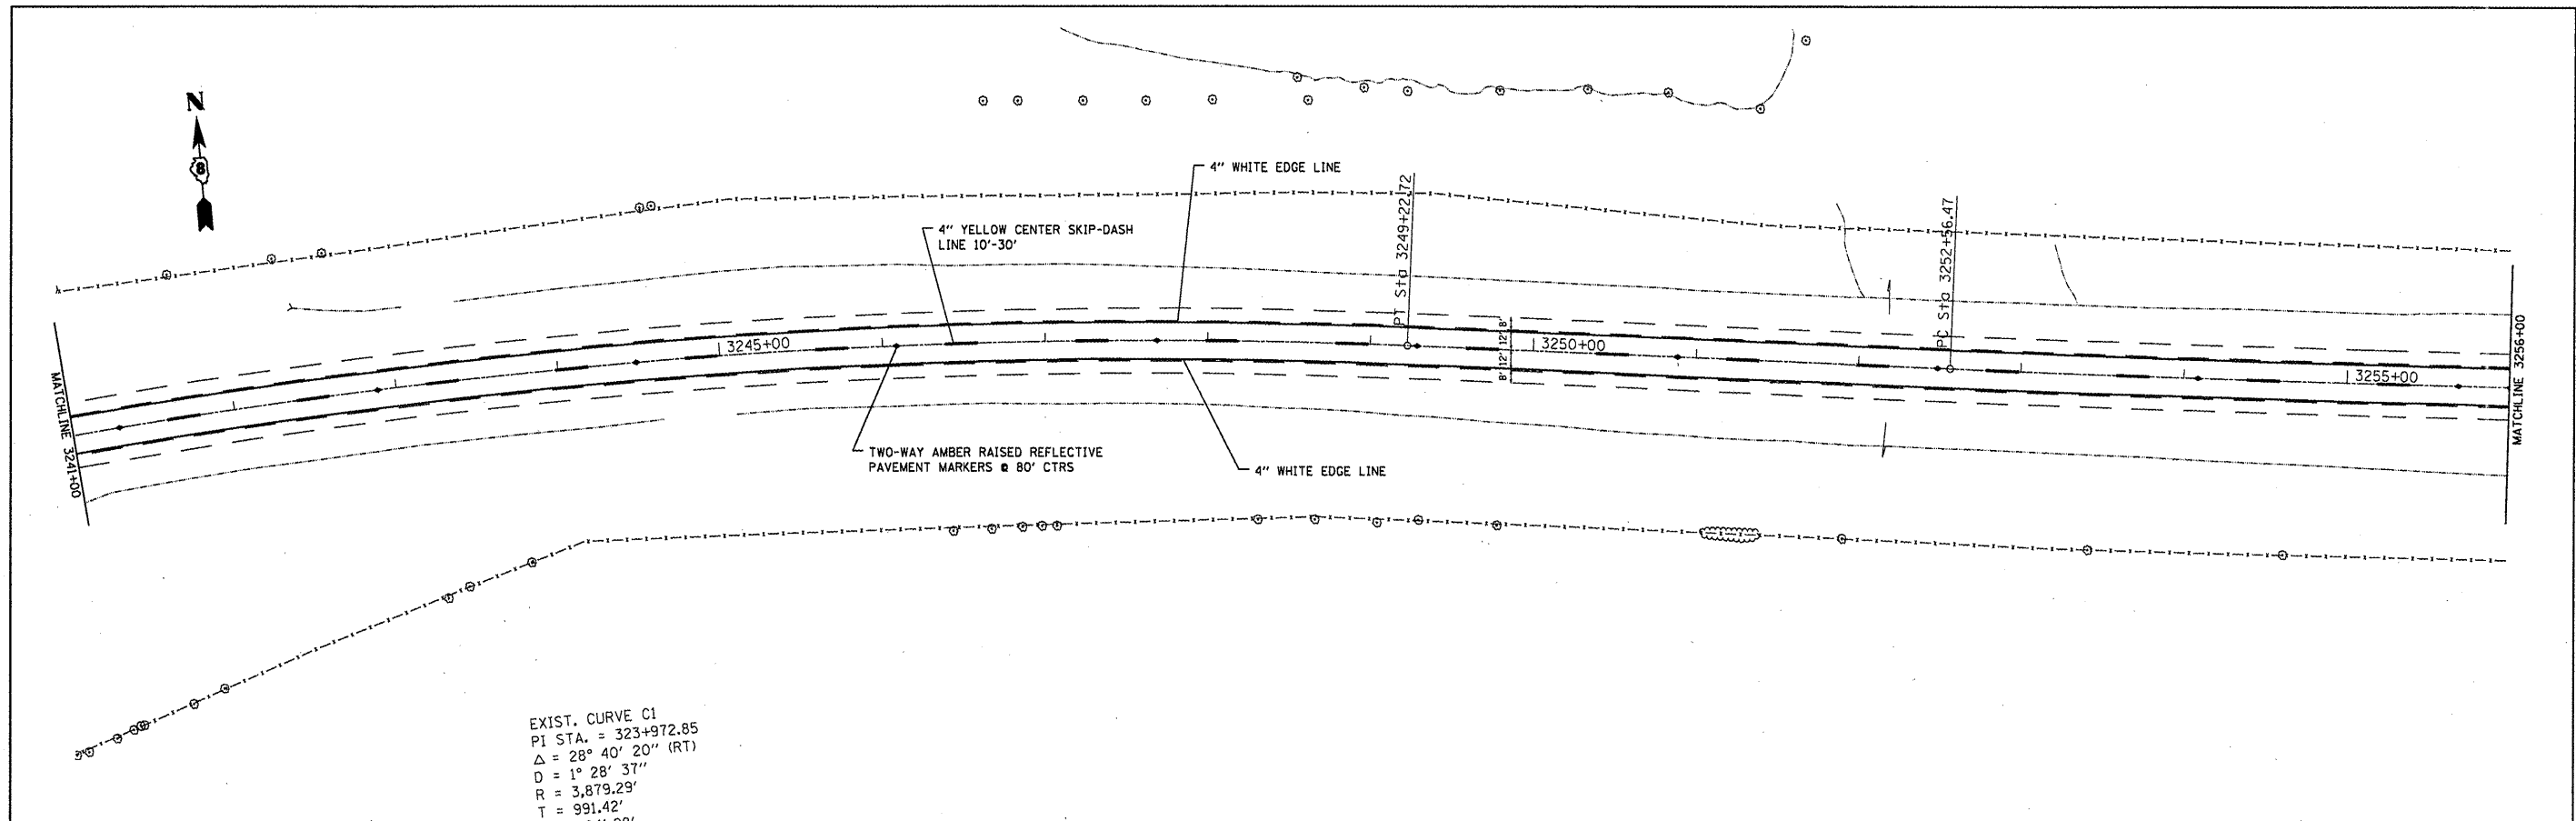 N
8
4" WHITE EDGE LINE
4" YELLOW CENTER SKIP-DASH
LINE 10'-30'
PT Sta 3249+22.72
PC Sta 3252+56.47
3245+00
3250+00
3255+00
8' 12' 12' 8'
MATCHLINE 3241+00
MATCHLINE 3256+00
TWO-WAY AMBER RAISED REFLECTIVE
PAVEMENT MARKERS @ 80' CTRS
4" WHITE EDGE LINE
EXIST. CURVE C1
PI STA. = 323+972.85
Δ = 28° 40' 20" (RT)
D = 1° 28' 37"
R = 3,879.29'
T = 991.42'